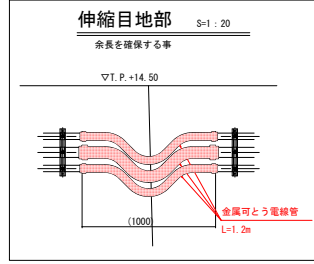 伸縮目地部 S=1：20
余長を確保する事
▽T.P.+14.50
(1000)
金属可とう電線管
L=1.2m